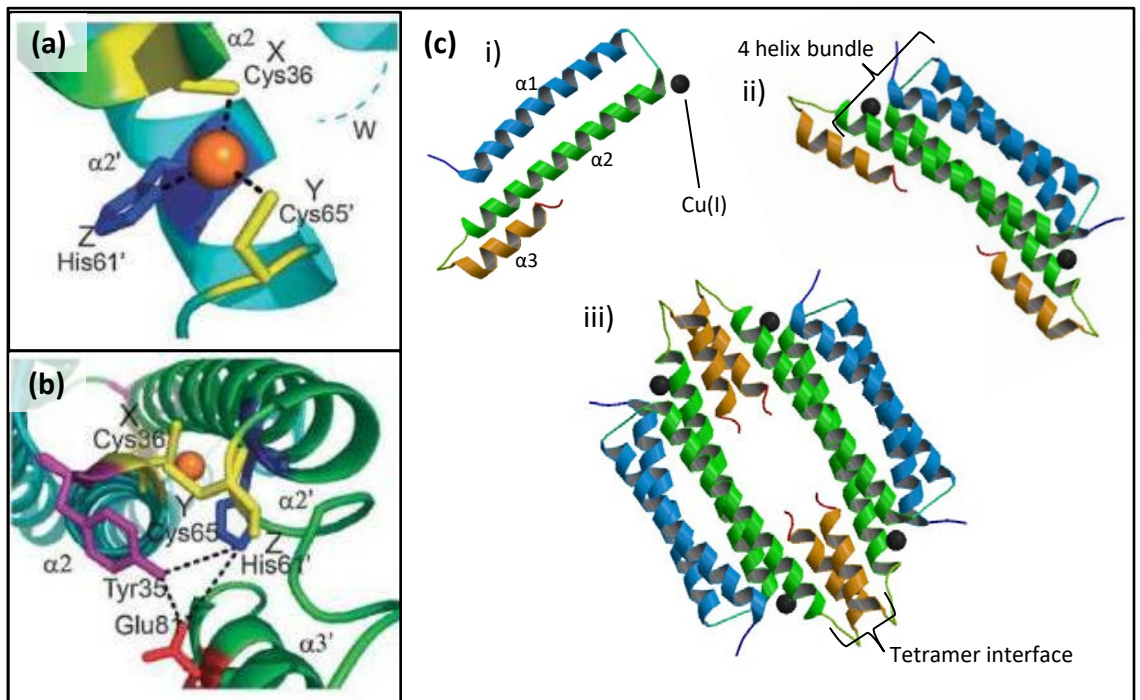 (a)
α2
X
Cys36
W
α2'
Y
Cys65'
Z
His61'
(b)
X
Cys36
Y
Cys65
α2'
Z
His61'
α2
Tyr35
Glu81
α3'
(c)
i)
α1
α2
α3
Cu(I)
4 helix bundle
ii)
iii)
Tetramer interface